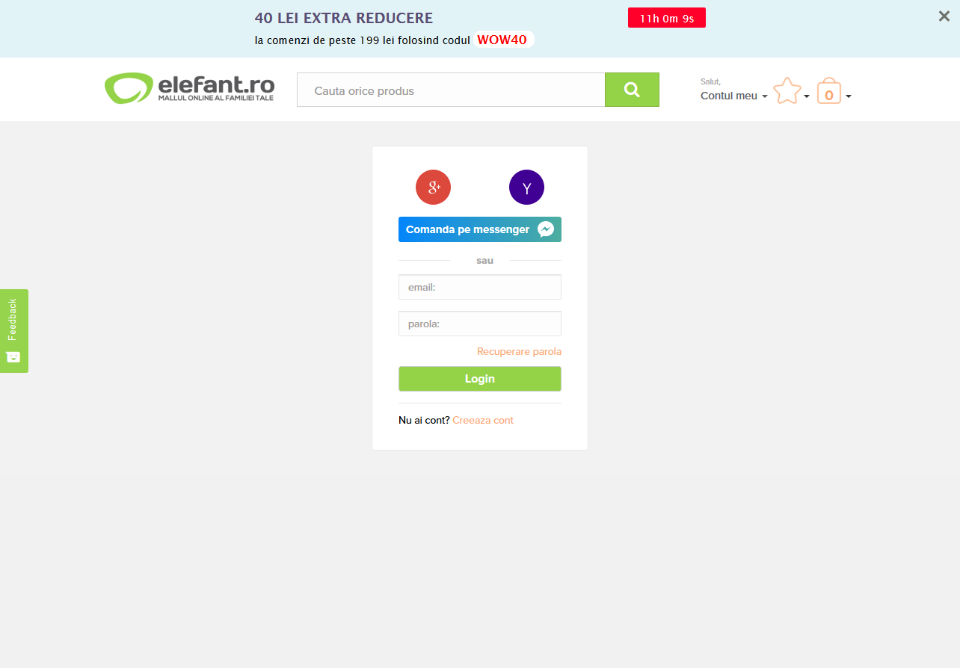 40 LEI EXTRA REDUCERE
11h 0m 9s
la comenzi de peste 199 lei folosind codul WOW40
elefant.ro
MALLUL ONLINE AL FAMILIEI TALE
Cauta orice produs
Salut,
Contul meu
0
g+
Y
Comanda pe messenger
sau
email:
parola:
Recuperare parola
Login
Nu ai cont? Creeaza cont
Feedback